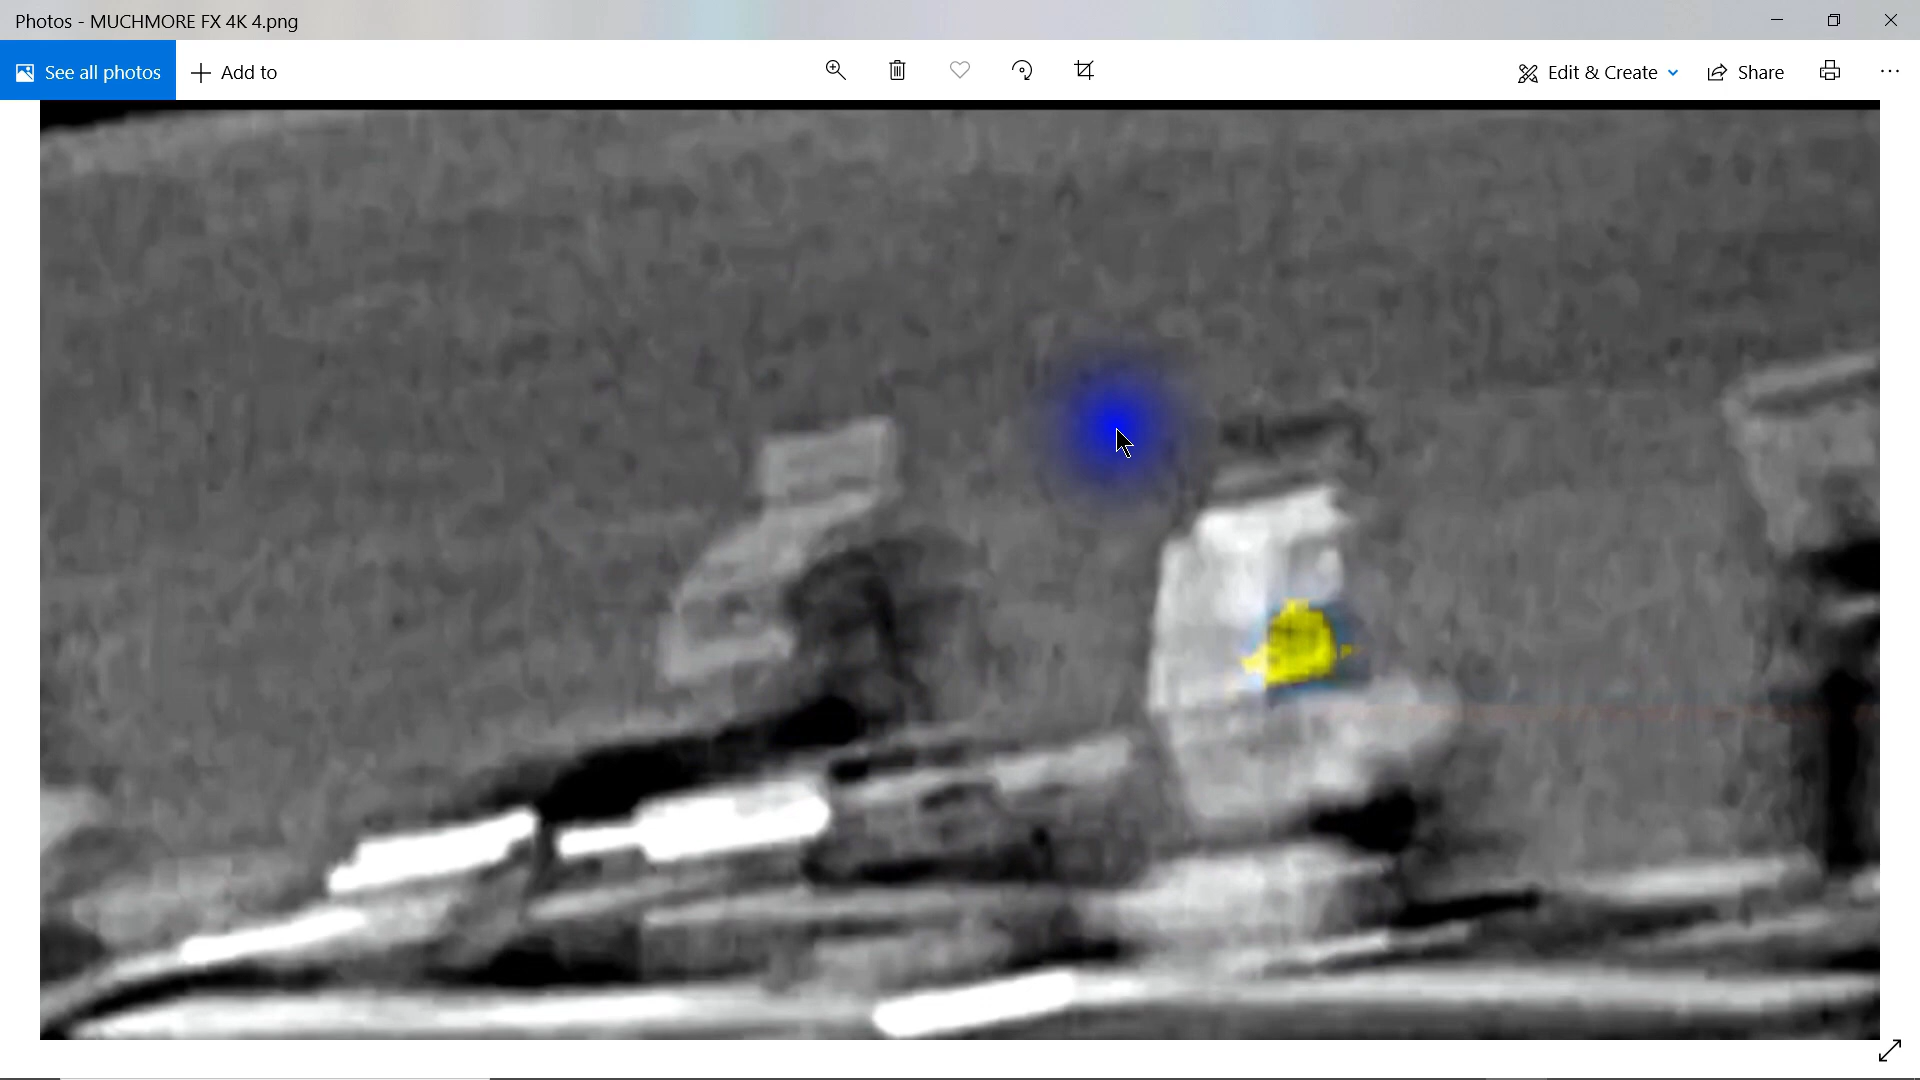 Photos - MUCHMORE FX 4K 4.png
See all photos
Add to
Edit & Create
Share